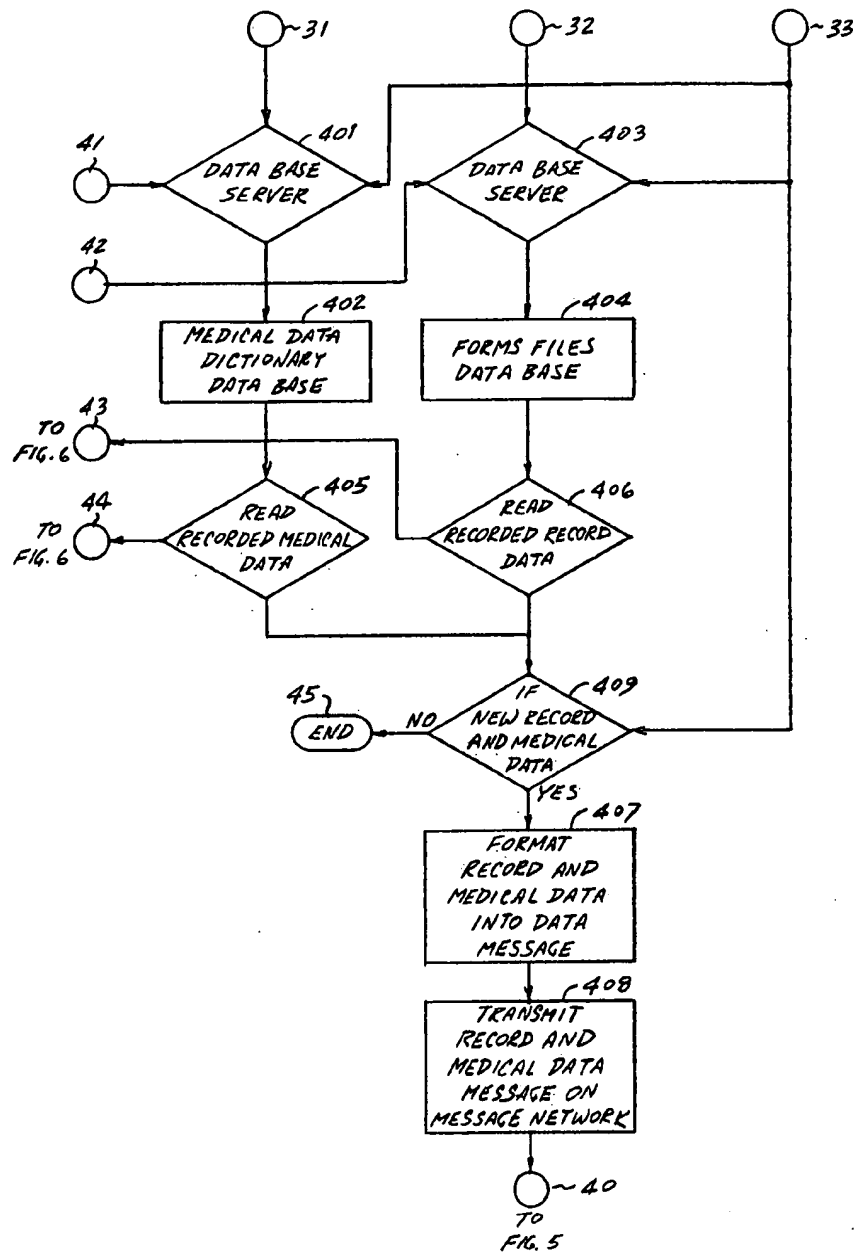 31
32
33
401
403
41
DATA BASE
SERVER
DATA BASE
SERVER
42
402
404
MEDICAL DATA
DICTIONARY
DATA BASE
FORMS FILES
DATA BASE
TO
FIG. 6
43
405
406
READ
RECORDED MEDICAL
DATA
READ
RECORDED RECORD
DATA
TO
FIG. 6
44
409
45
END
NO
IF
NEW RECORD
AND MEDICAL
DATA
YES
407
FORMAT
RECORD AND
MEDICAL DATA
INTO DATA
MESSAGE
408
TRANSMIT
RECORD AND
MEDICAL DATA
MESSAGE ON
MESSAGE NETWORK
40
TO
FIG. 5